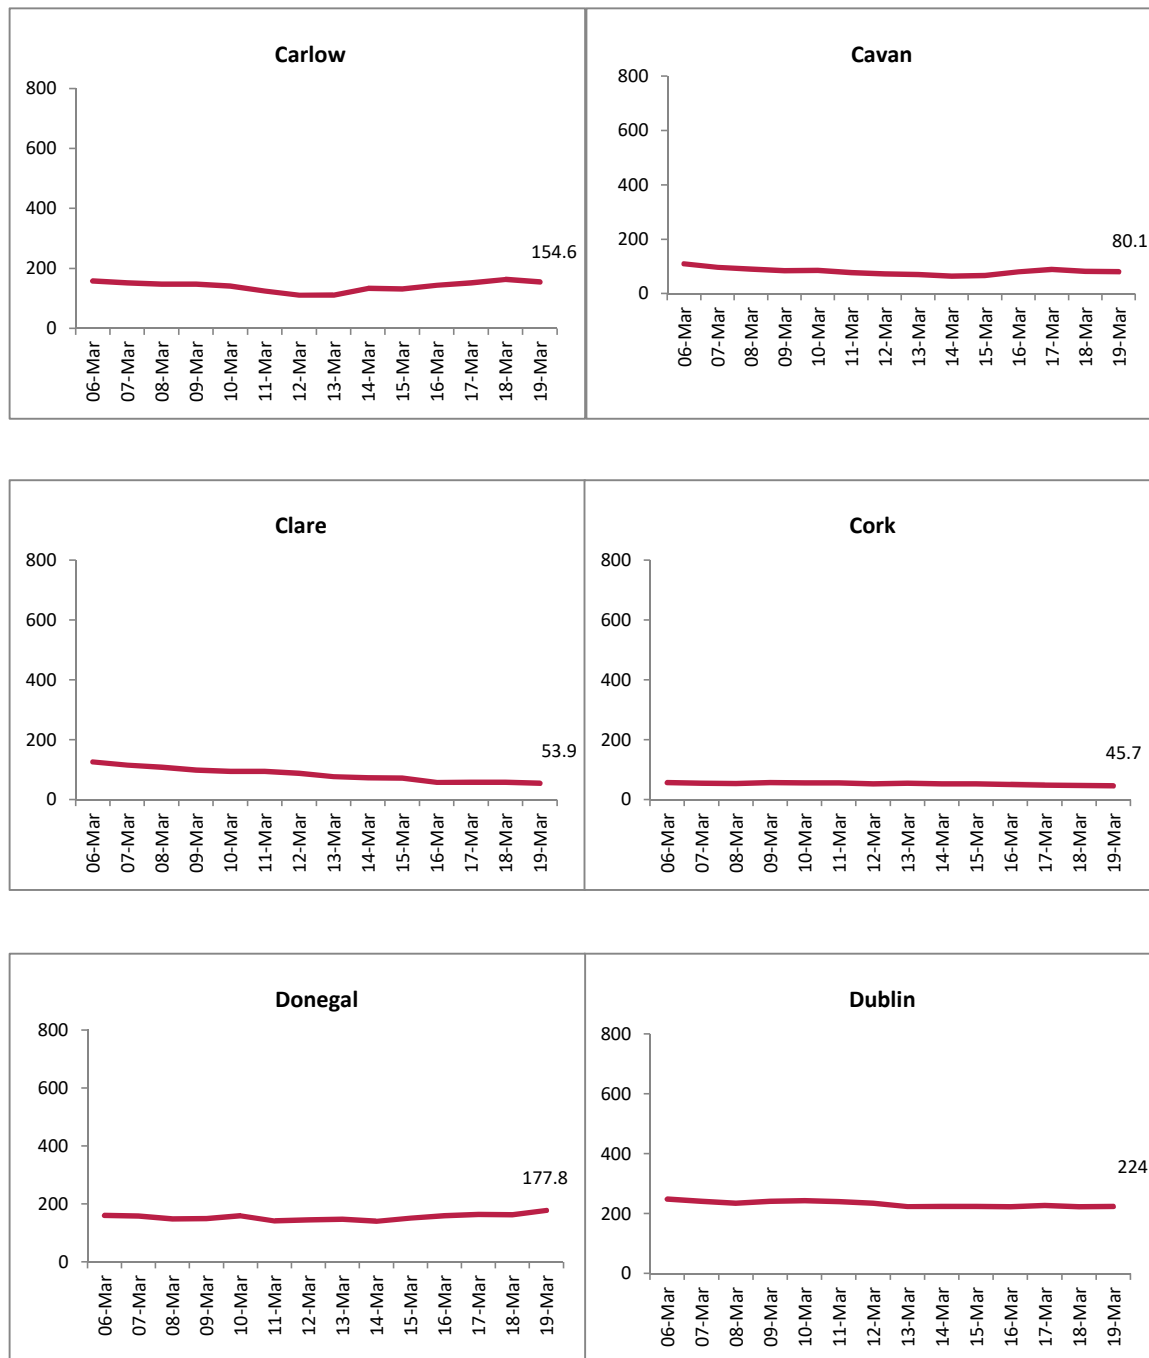 Carlow
800
600
400
200
0
154.6
06-Mar
07-Mar
08-Mar
09-Mar
10-Mar
11-Mar
12-Mar
13-Mar
14-Mar
15-Mar
16-Mar
17-Mar
18-Mar
19-Mar
Cavan
800
600
400
200
0
80.1
06-Mar
07-Mar
08-Mar
09-Mar
10-Mar
11-Mar
12-Mar
13-Mar
14-Mar
15-Mar
16-Mar
17-Mar
18-Mar
19-Mar
Clare
800
600
400
200
0
53.9
06-Mar
07-Mar
08-Mar
09-Mar
10-Mar
11-Mar
12-Mar
13-Mar
14-Mar
15-Mar
16-Mar
17-Mar
18-Mar
19-Mar
Cork
800
600
400
200
0
45.7
06-Mar
07-Mar
08-Mar
09-Mar
10-Mar
11-Mar
12-Mar
13-Mar
14-Mar
15-Mar
16-Mar
17-Mar
18-Mar
19-Mar
Donegal
800
600
400
200
0
177.8
06-Mar
07-Mar
08-Mar
09-Mar
10-Mar
11-Mar
12-Mar
13-Mar
14-Mar
15-Mar
16-Mar
17-Mar
18-Mar
19-Mar
Dublin
800
600
400
200
0
224
06-Mar
07-Mar
08-Mar
09-Mar
10-Mar
11-Mar
12-Mar
13-Mar
14-Mar
15-Mar
16-Mar
17-Mar
18-Mar
19-Mar